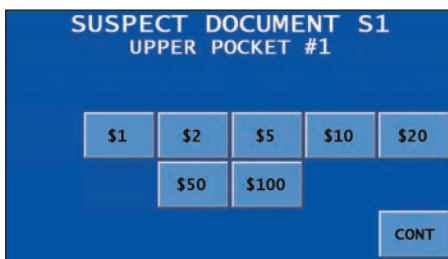 SUSPECT DOCUMENT S1
UPPER POCKET #1
$1 $2 $5 $10 $20
$50 $100
CONT